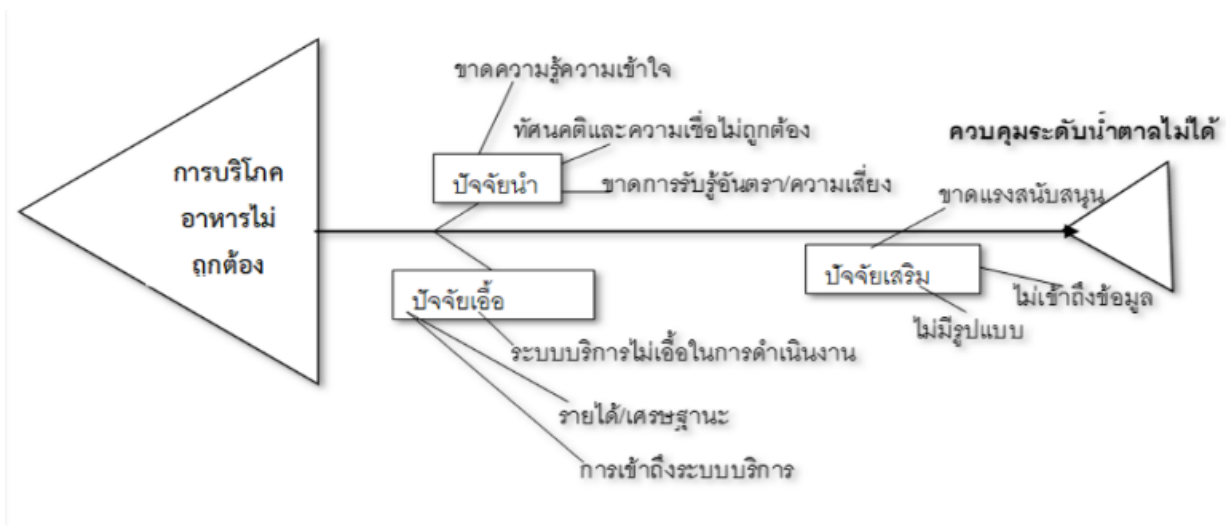 ขาดความรู้ความเข้าใจ
ทัศนคติและความเชื่อไม่ถูกต้อง
ควบคุมระดับน้ำตาลไม่ได้
การบริโภค
อาหารไม่
ถูกต้อง
ปัจจัยนำ
ขาดการรับรู้อันตรา/ความเสี่ยง
ขาดแรงสนับสนุน
ปัจจัยเอื้อ
ปัจจัยเสริม
ไม่เข้าถึงข้อมูล
ไม่มีรูปแบบ
ระบบบริการไม่เอื้อในการดำเนินงาน
รายได้/เศรษฐานะ
การเข้าถึงระบบบริการ